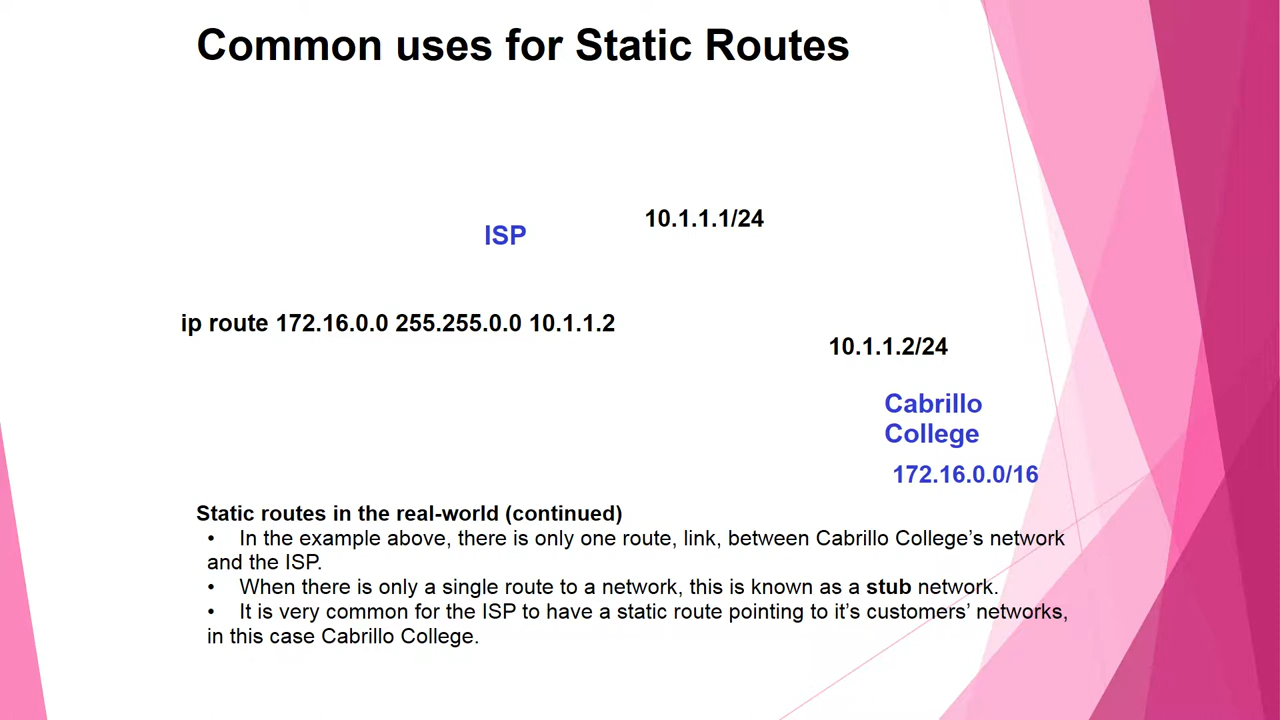 Common uses for Static Routes
10.1.1.1/24
ISP
ip route 172.16.0.0 255.255.0.0 10.1.1.2
10.1.1.2/24
Cabrillo
College
172.16.0.0/16
Static routes in the real-world (continued)
• In the example above, there is only one route, link, between Cabrillo College’s network
and the ISP.
• When there is only a single route to a network, this is known as a stub network.
• It is very common for the ISP to have a static route pointing to it’s customers’ networks,
in this case Cabrillo College.